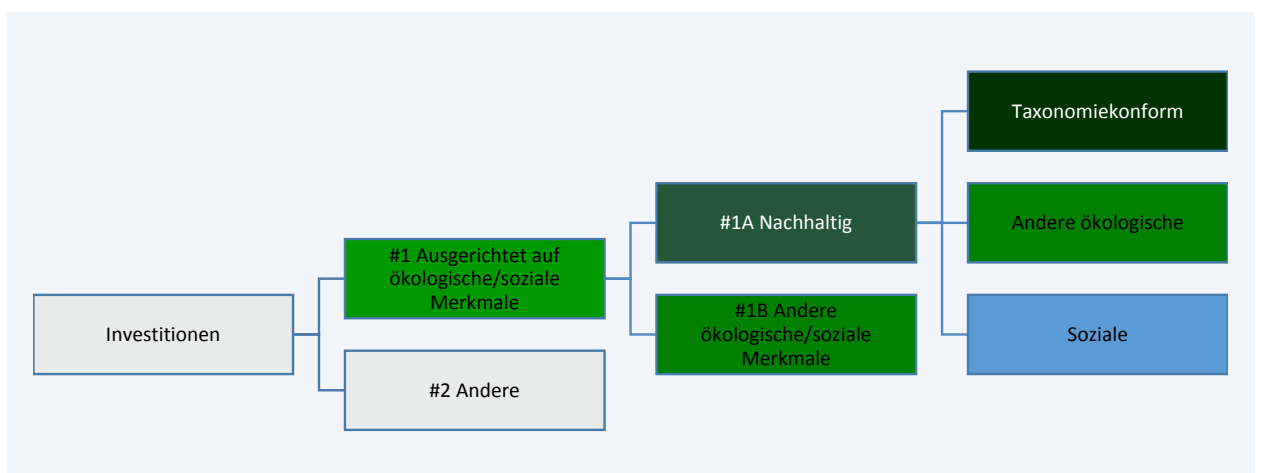 Investitionen
#1 Ausgerichtet auf
ökologische/soziale
Merkmale
#2 Andere
#1A Nachhaltig
#1B Andere
ökologische/soziale
Merkmale
Taxonomiekonform
Andere ökologische
Soziale